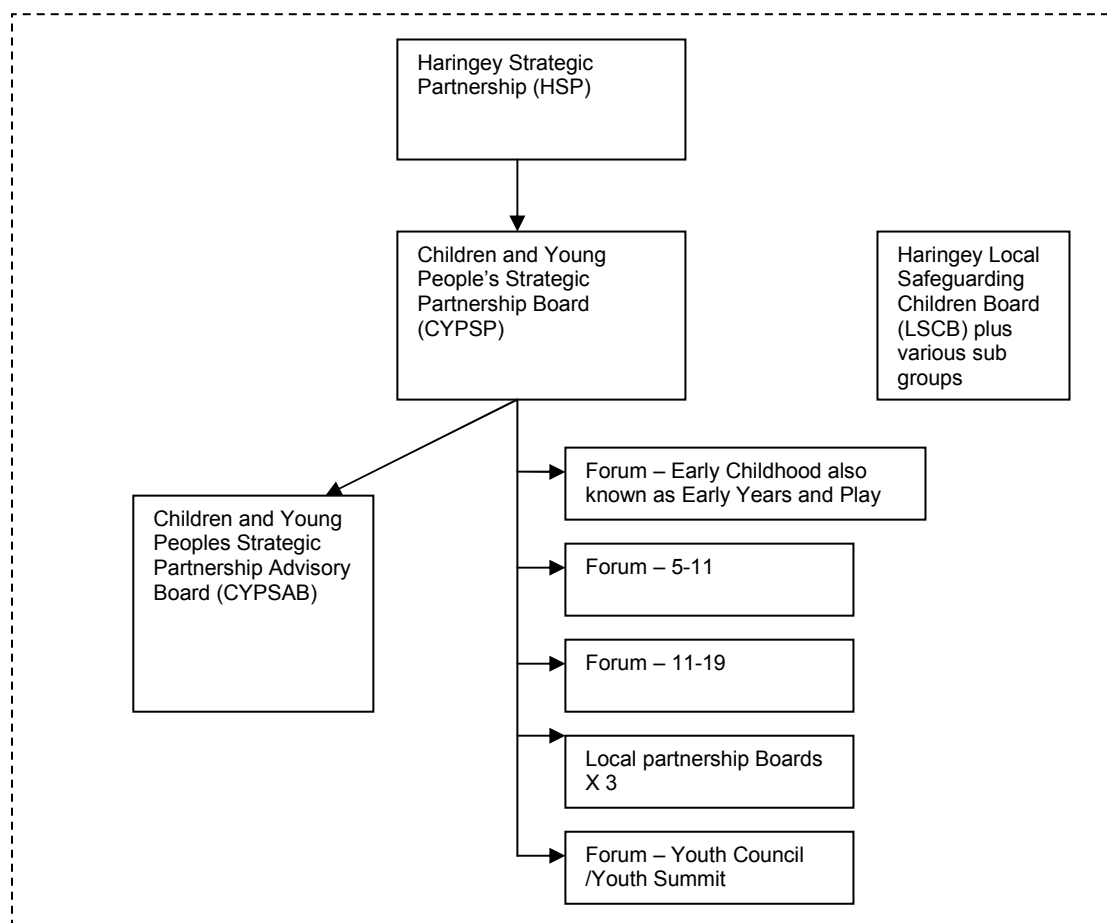 Haringey Strategic
Partnership (HSP)
Children and Young
People’s Strategic
Partnership Board
(CYPSP)
Haringey Local
Safeguarding
Children Board
(LSCB) plus
various sub
groups
Forum – Early Childhood also
known as Early Years and Play
Children and Young
Peoples Strategic
Partnership Advisory
Board (CYPSAB)
Forum – 5-11
Forum – 11-19
Local partnership Boards
X 3
Forum – Youth Council
/Youth Summit